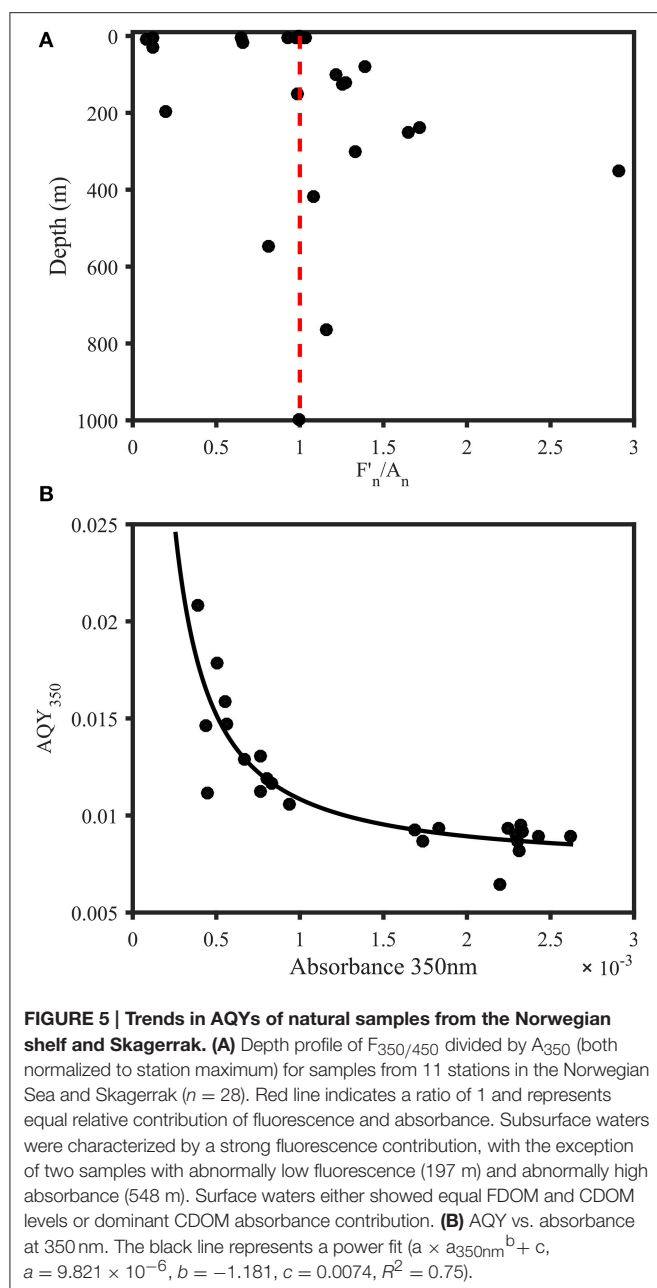 A
0
200
400
600
800
1000
Depth (m)
0 0.5 1 1.5 2 2.5 3
F'n/An
B
0.025
0.02
0.015
0.01
0.005
AQY350
0 0.5 1 1.5 2 2.5 3
Absorbance 350nm × 10-3
FIGURE 5 | Trends in AQYs of natural samples from the Norwegian
shelf and Skagerrak. (A) Depth profile of F350/450 divided by A350 (both
normalized to station maximum) for samples from 11 stations in the Norwegian
Sea and Skagerrak (n = 28). Red line indicates a ratio of 1 and represents
equal relative contribution of fluorescence and absorbance. Subsurface waters
were characterized by a strong fluorescence contribution, with the exception
of two samples with abnormally low fluorescence (197 m) and abnormally high
absorbance (548 m). Surface waters either showed equal FDOM and CDOM
levels or dominant CDOM absorbance contribution. (B) AQY vs. absorbance
at 350 nm. The black line represents a power fit (a × a350nm^b + c,
a = 9.821 × 10−6, b = −1.181, c = 0.0074, R2 = 0.75).